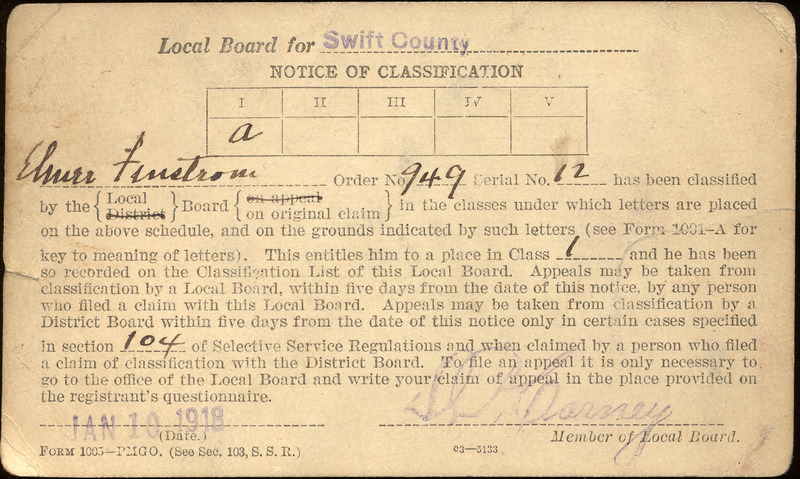 Local Board for Swift County
NOTICE OF CLASSIFICATION
I II III IV V
a
Elmer Finstrom Order No. 949 Serial No. 12 has been classified
by the { Local District } Board { on appeal on original claim } in the classes under which letters are placed
on the above schedule, and on the grounds indicated by such letters (see Form 1001–A for
key to meaning of letters). This entitles him to a place in Class 1 and he has been
so recorded on the Classification List of this Local Board. Appeals may be taken from
classification by a Local Board, within five days from the date of this notice, by any person
who filed a claim with this Local Board. Appeals may be taken from classification by a
District Board within five days from the date of this notice only in certain cases specified
in section 104 of Selective Service Regulations and when claimed by a person who filed
a claim of classification with the District Board. To file an appeal it is only necessary to
go to the office of the Local Board and write your claim of appeal in the place provided on
the registrant's questionnaire.
JAN 10 1918 Carney
(Date.) Member of Local Board.
FORM 1005—PMGO. (See Sec. 103, S. S. R.) C3—5133